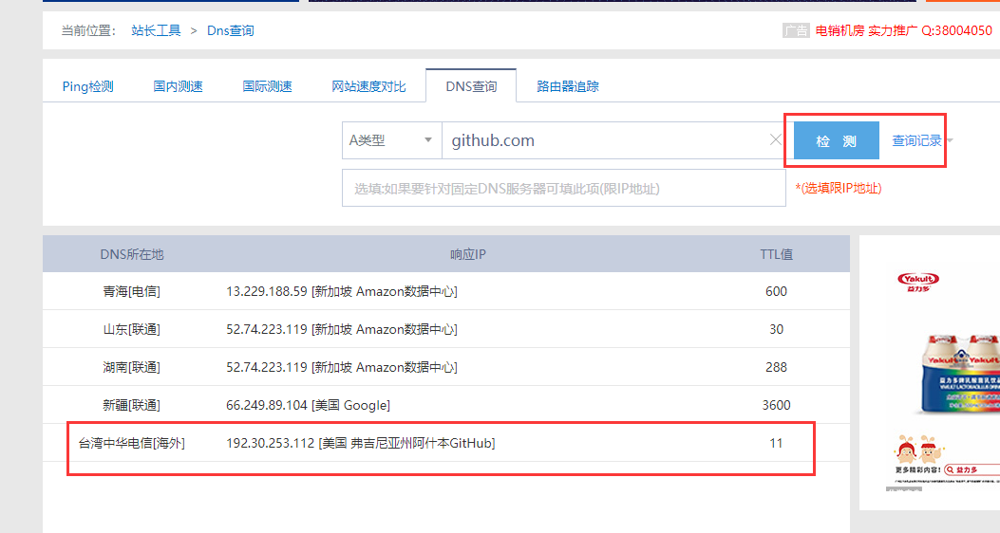 当前位置： 站长工具 > Dns查询
广告 电销机房 实力推广 Q:38004050
Ping检测 国内测速 国际测速 网站速度对比 DNS查询 路由器追踪
A类型 github.com 检 测 查询记录
选填:如果要针对固定DNS服务器可填此项(限IP地址) *(选填限IP地址)
DNS所在地 响应IP TTL值
青海[电信] 13.229.188.59 [新加坡 Amazon数据中心] 600
山东[联通] 52.74.223.119 [新加坡 Amazon数据中心] 30
湖南[联通] 52.74.223.119 [新加坡 Amazon数据中心] 288
新疆[联通] 66.249.89.104 [美国 Google] 3600
台湾中华电信[海外] 192.30.253.112 [美国 弗吉尼亚州阿什本GitHub] 11
Yakult
益力多
Yakult Yakult
更多精彩内容! 益力多